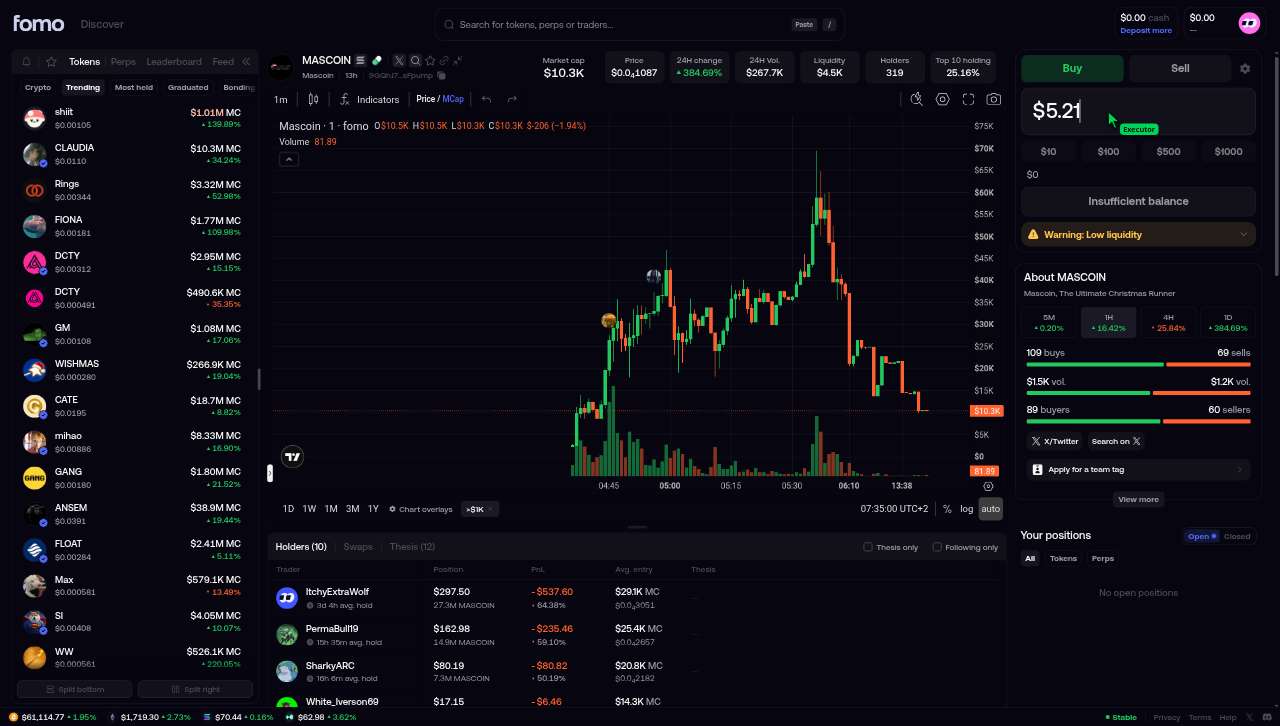 fomo Discover
Search for tokens, perps or traders... Paste /
$0.00 cash
Deposit more
$0.00
—
Tokens Perps Leaderboard Feed
Crypto Trending Most held Graduated Bonding
shiit $1.01M MC
$0.00105 139.89%
CLAUDIA $10.3M MC
$0.0110 34.24%
Rings $3.32M MC
$0.00344 52.98%
FIONA $1.77M MC
$0.00181 109.98%
DCTY $2.95M MC
$0.00312 15.15%
DCTY $490.6K MC
$0.000491 35.35%
GM $1.08M MC
$0.00108 17.06%
WISHMAS $266.9K MC
$0.000280 19.04%
CATE $18.7M MC
$0.0195 8.82%
mihao $8.33M MC
$0.00886 16.90%
GANG $1.80M MC
$0.00180 21.52%
ANSEM $38.9M MC
$0.0391 19.44%
FLOAT $2.41M MC
$0.00284 5.11%
Max $579.1K MC
$0.000581 13.49%
SI $4.05M MC
$0.00408 10.07%
WW $526.1K MC
$0.000561 220.05%
Split bottom Split right
MASCOIN
Mascoin 13h
Market cap
$10.3K
Price
$0.0₄1087
24H change
384.69%
24H Vol.
$267.7K
Liquidity
$4.5K
Holders
319
Top 10 holding
25.16%
1m Indicators Price / MCap
Mascoin · 1 · fomo O$10.5K H$10.5K L$10.3K C$10.3K $-206 (−1.94%)
Volume 81.89
$75K
$70K
$65K
$60K
$55K
$50K
$45K
$40K
$35K
$30K
$25K
$20K
$15K
$10.3K
$5K
$0
81.89
04:45 05:00 05:15 05:30 06:10 13:38
1D 1W 1M 3M 1Y Chart overlays >$1K 07:35:00 UTC+2 % log auto
Holders (10) Swaps Thesis (12) Thesis only Following only
Trader Position PnL Avg. entry Thesis
ItchyExtraWolf $297.50 -$537.60 $29.1K MC
3d 4h avg. hold 27.3M MASCOIN 64.38% $0.0₄3051
PermaBull19 $162.98 -$235.46 $25.4K MC
15h 35m avg. hold 14.9M MASCOIN 59.10% $0.0₄2657
SharkyARC $80.19 -$80.82 $20.8K MC
16h 6m avg. hold 7.3M MASCOIN 50.19% $0.0₄2182
White_Iverson69 $17.15 -$6.46 $14.3K MC
Buy Sell
$5.21
Executor
$10 $100 $500 $1000
$0
Insufficient balance
Warning: Low liquidity
About MASCOIN
Mascoin, The Ultimate Christmas Runner
5M 1H 4H 1D
0.20% 16.42% 25.84% 384.69%
109 buys 69 sells
$1.5K vol. $1.2K vol.
89 buyers 60 sellers
X/Twitter Search on X
Apply for a team tag
View more
Your positions Open Closed
All Tokens Perps
No open positions
$61,114.77 1.95% $1,719.30 2.73% $70.44 0.16% $62.98 3.62%
Stable Privacy Terms Help